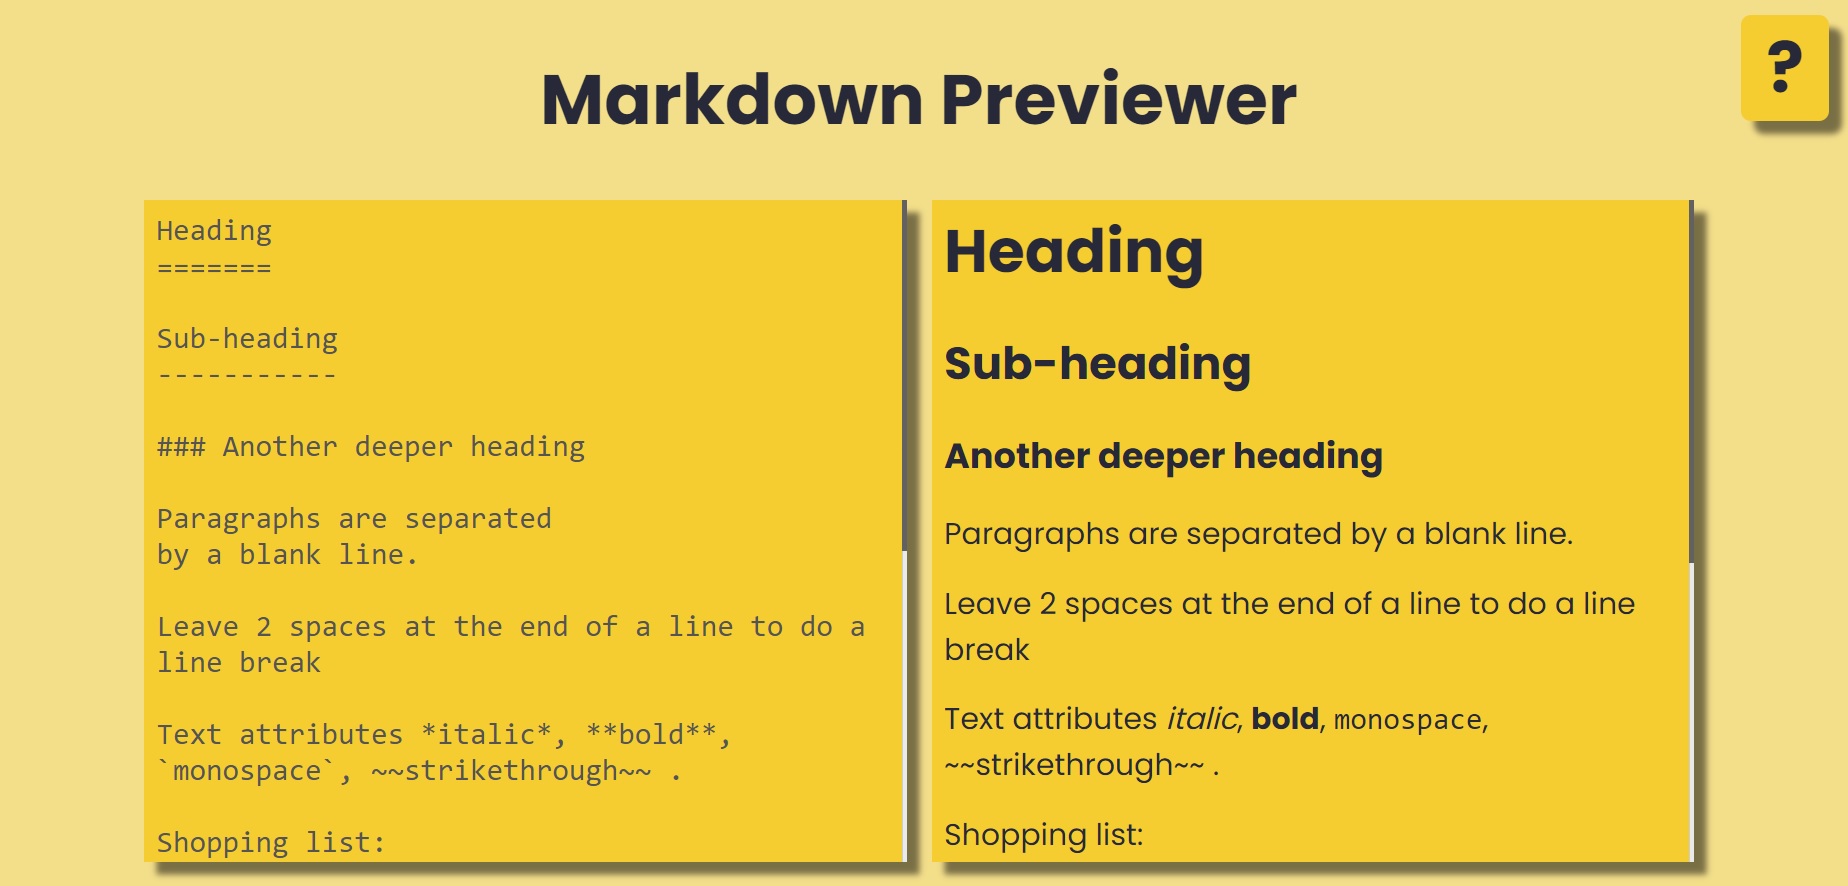 ?
Markdown Previewer
Heading
=======
Sub-heading
-----------
### Another deeper heading
Paragraphs are separated
by a blank line.
Leave 2 spaces at the end of a line to do a
line break
Text attributes *italic*, **bold**,
`monospace`, ~~strikethrough~~ .
Shopping list:
Heading
Sub-heading
Another deeper heading
Paragraphs are separated by a blank line.
Leave 2 spaces at the end of a line to do a line
break
Text attributes italic, bold, monospace,
~~strikethrough~~ .
Shopping list: